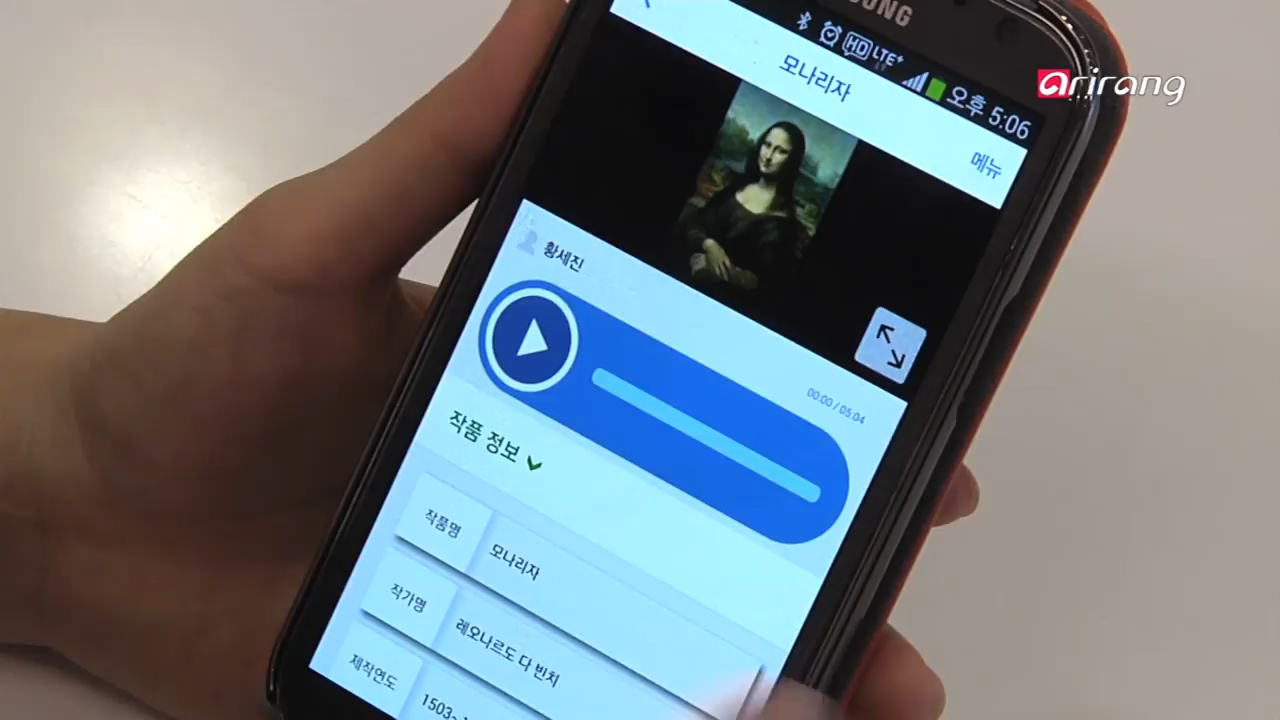 arirang
HD LTE+ 오후 5:06
모나리자
메뉴
황세진
00:00 / 05:04
작품 정보
작품명 모나리자
작가명 레오나르도 다 빈치
제작연도 1503~